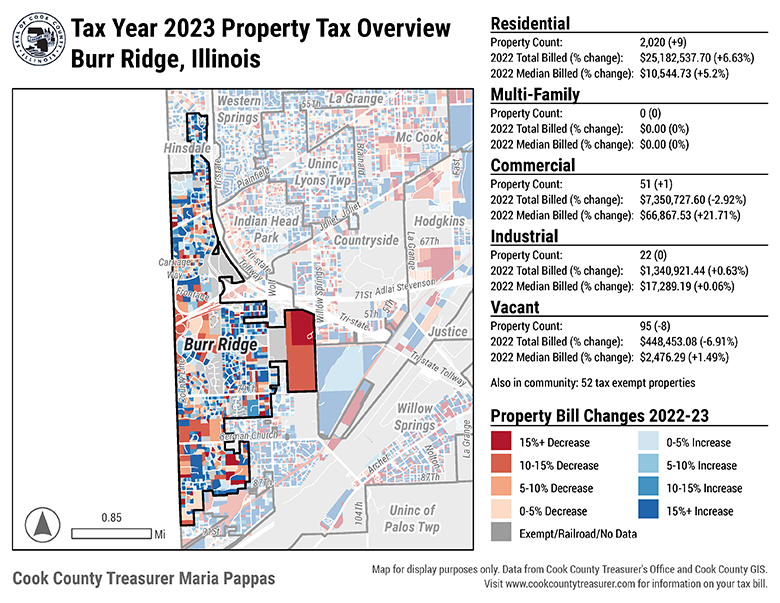 SEAL OF COOK COUNTY
ILLINOIS
Tax Year 2023 Property Tax Overview
Burr Ridge, Illinois
Western Springs
55th
La Grange
Hinsdale
Mc Cook
Tri-state
Plainfield
Uninc Lyons Twp
Brainard
East
Indian Head Park
Joliet
Joliet
Countryside
Hodgkins
La Grange
67Th
Tri-state Tollway
Carriage Way
Frontage
Wolf
Willow Springs
71St
Adlai Stevenson
5Th
Tri-state
Burr Ridge
Justice
Tri state Tollway
County Line
German Church
Willow Springs
La Grange
Archer
Nolton
87Th
87Th
91St
104Th
Uninc of Palos Twp
0.85
Mi
Residential
Property Count: 2,020 (+9)
2022 Total Billed (% change): $25,182,537.70 (+6.63%)
2022 Median Billed (% change): $10,544.73 (+5.2%)
Multi-Family
Property Count: 0 (0)
2022 Total Billed (% change): $0.00 (0%)
2022 Median Billed (% change): $0.00 (0%)
Commercial
Property Count: 51 (+1)
2022 Total Billed (% change): $7,350,727.60 (-2.92%)
2022 Median Billed (% change): $66,867.53 (+21.71%)
Industrial
Property Count: 22 (0)
2022 Total Billed (% change): $1,340,921.44 (+0.63%)
2022 Median Billed (% change): $17,289.19 (+0.06%)
Vacant
Property Count: 95 (-8)
2022 Total Billed (% change): $448,453.08 (-6.91%)
2022 Median Billed (% change): $2,476.29 (+1.49%)
Also in community: 52 tax exempt properties
Property Bill Changes 2022-23
15%+ Decrease
0-5% Increase
10-15% Decrease
5-10% Increase
5-10% Decrease
10-15% Increase
0-5% Decrease
15%+ Increase
Exempt/Railroad/No Data
Cook County Treasurer Maria Pappas
Map for display purposes only. Data from Cook County Treasurer's Office and Cook County GIS.
Visit www.cookcountytreasurer.com for information on your tax bill.